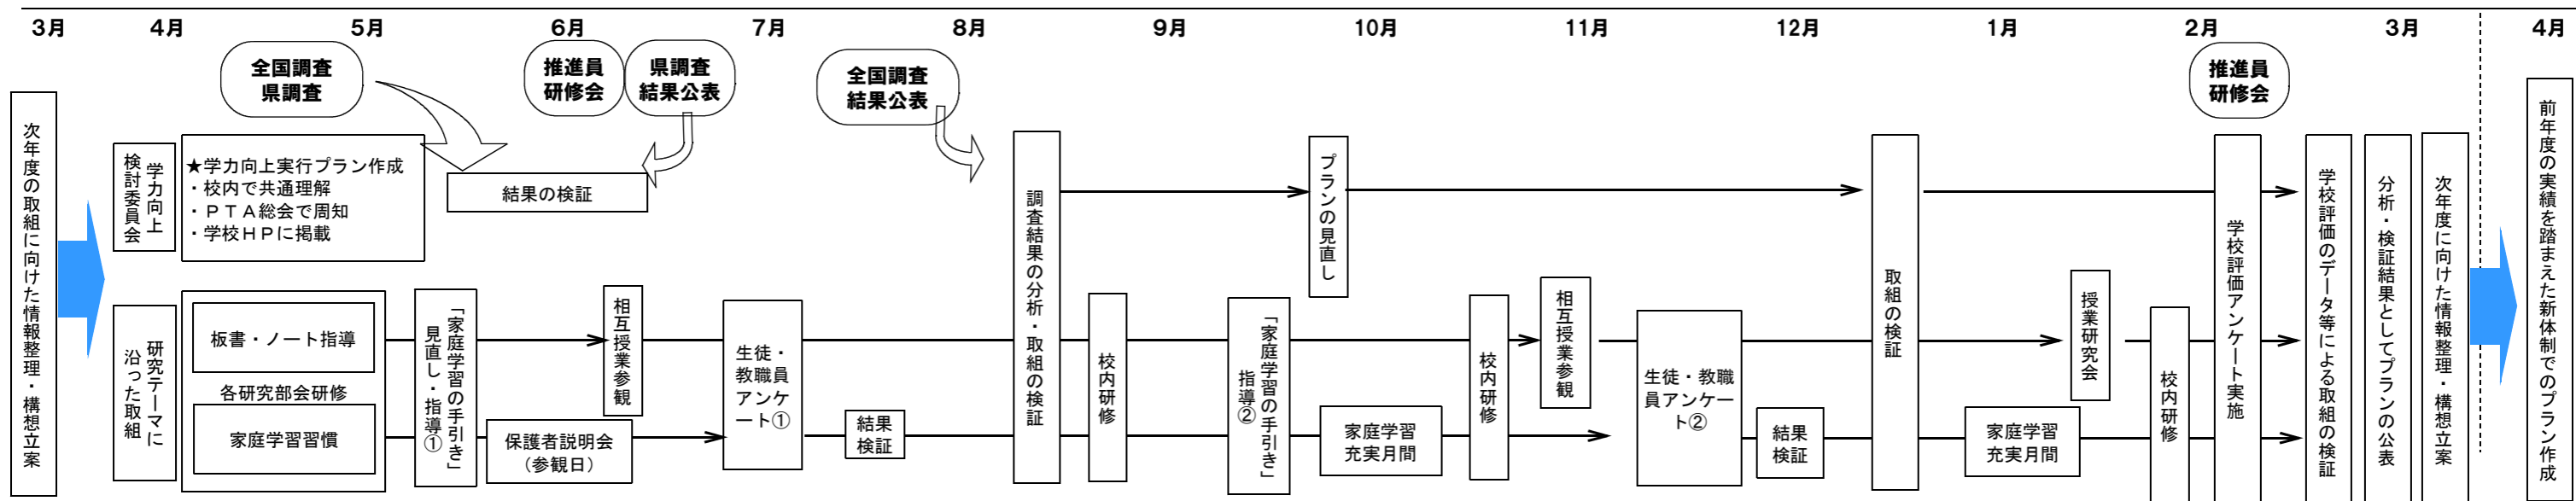 3月
4月
5月
6月
7月
8月
9月
10月
11月
12月
1月
2月
3月
4月
全国調査
県調査
推進員
研修会
県調査
結果公表
全国調査
結果公表
推進員
研修会
次年度の取組に向けた情報整理・構想立案
学力向上
検討委員会
★学力向上実行プラン作成
・校内で共通理解
・PTA総会で周知
・学校HPに掲載
結果の検証
研究テーマに
沿った取組
板書・ノート指導
各研究部会研修
家庭学習習慣
「家庭学習の手引き」
見直し・指導①
保護者説明会
(参観日)
相互授業参観
生徒・
教職員
アンケ
ート①
結果
検証
調査結果の分析・取組の検証
校内研修
「家庭学習の手引き」
指導②
プランの見直し
家庭学習
充実月間
校内研修
相互授業参観
生徒・教職
員アンケー
ト②
結果
検証
取組の検証
家庭学習
充実月間
授業研究会
校内研修
学校評価アンケート実施
学校評価のデータ等による取組の検証
分析・検証結果としてプランの公表
次年度に向けた情報整理・構想立案
前年度の実績を踏まえた新体制でのプラン作成